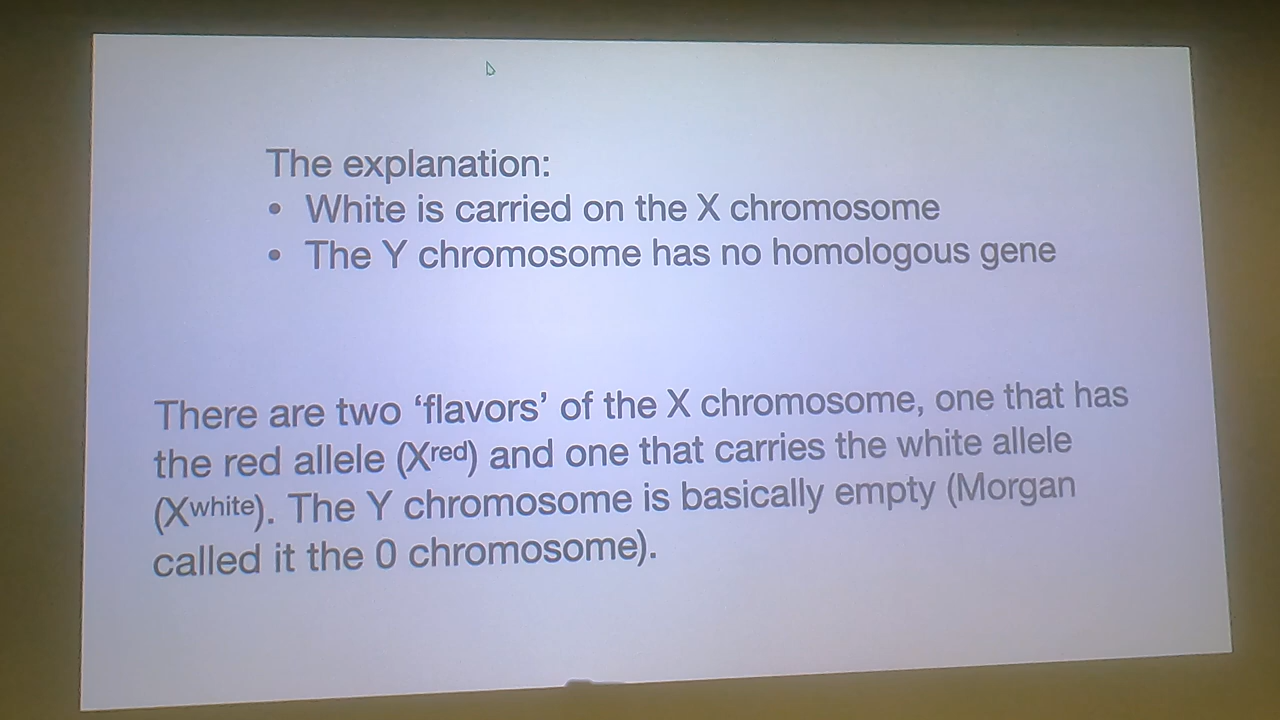 The explanation:
• White is carried on the X chromosome
• The Y chromosome has no homologous gene
There are two ‘flavors’ of the X chromosome, one that has
the red allele (Xred) and one that carries the white allele
(Xwhite). The Y chromosome is basically empty (Morgan
called it the 0 chromosome).